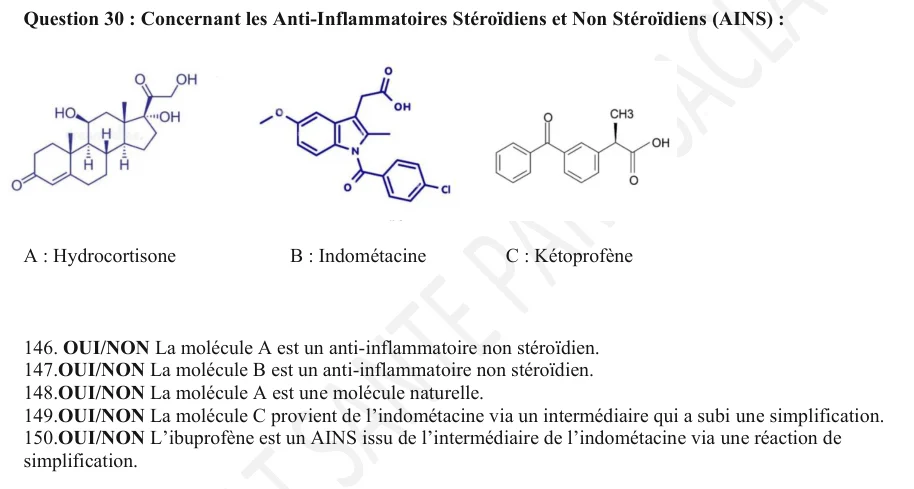 Question 30 : Concernant les Anti-Inflammatoires Stéroïdiens et Non Stéroïdiens (AINS) :
O OH
HO OH
H
H H
O
O
OH
O
N
O
Cl
O
CH3
OH
O
A : Hydrocortisone B : Indométacine C : Kétoprofène
146. OUI/NON La molécule A est un anti-inflammatoire non stéroïdien.
147.OUI/NON La molécule B est un anti-inflammatoire non stéroïdien.
148.OUI/NON La molécule A est une molécule naturelle.
149.OUI/NON La molécule C provient de l'indométacine via un intermédiaire qui a subi une simplification.
150.OUI/NON L'ibuprofène est un AINS issu de l'intermédiaire de l'indométacine via une réaction de
simplification.